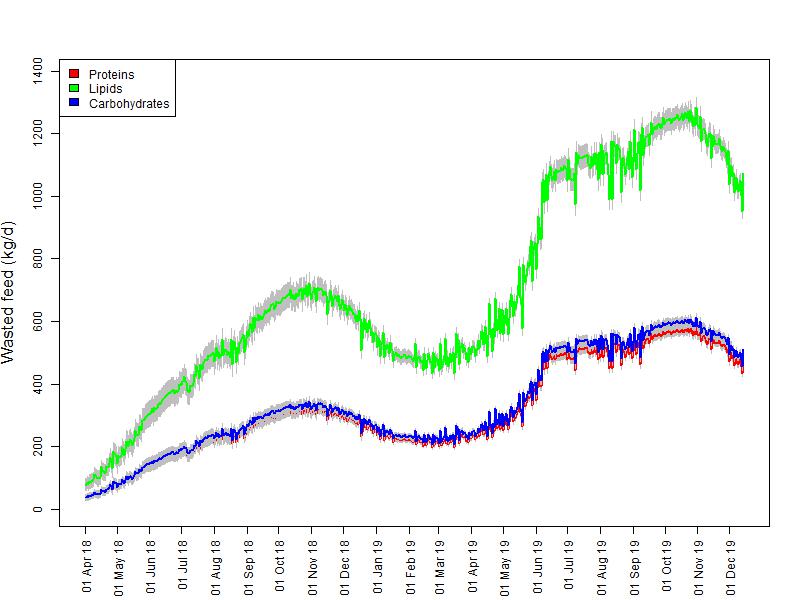 Proteins
Lipids
Carbohydrates
Wasted feed (kg/d)
1400
1200
1000
800
600
400
200
0
01 Apr 18
01 May 18
01 Jun 18
01 Jul 18
01 Aug 18
01 Sep 18
01 Oct 18
01 Nov 18
01 Dec 18
01 Jan 19
01 Feb 19
01 Mar 19
01 Apr 19
01 May 19
01 Jun 19
01 Jul 19
01 Aug 19
01 Sep 19
01 Oct 19
01 Nov 19
01 Dec 19